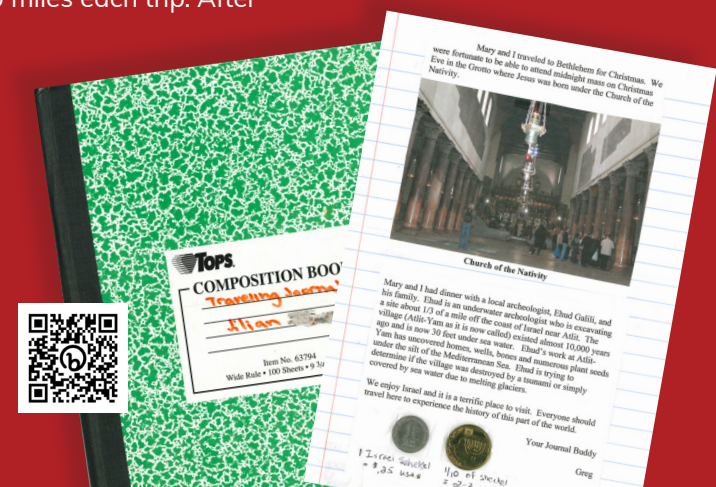 miles each trip. After
TOPS
COMPOSITION BOO
Traveling Journal
Jilian
Item No. 63794
Wide Rule • 100 Sheets • 9 3/
Mary and I traveled to Bethlehem for Christmas. We
were fortunate to be able to attend midnight mass on Christmas
Eve in the Grotto where Jesus was born under the Church of the
Nativity.
Church of the Nativity
Mary and I had dinner with a local archeologist, Ehud Galili, and
his family. Ehud is an underwater archeologist who is excavating
a site about 1/3 of a mile off the coast of Israel near Atlit. The
village (Atlit-Yam as it is now called) existed almost 10,000 years
ago and is now 30 feet under sea water. Ehud's work at Atlit-
Yam has uncovered homes, wells, bones and numerous plant seeds
under the silt of the Mediterranean Sea. Ehud is trying to
determine if the village was destroyed by a tsunami or simply
covered by sea water due to melting glaciers.
We enjoy Israel and it is a terrific place to visit. Everyone should
travel here to experience the history of this part of the world.
Your Journal Buddy
Greg
1 Israel Scheckel
= $.25 USA$
1/10 of sheckel